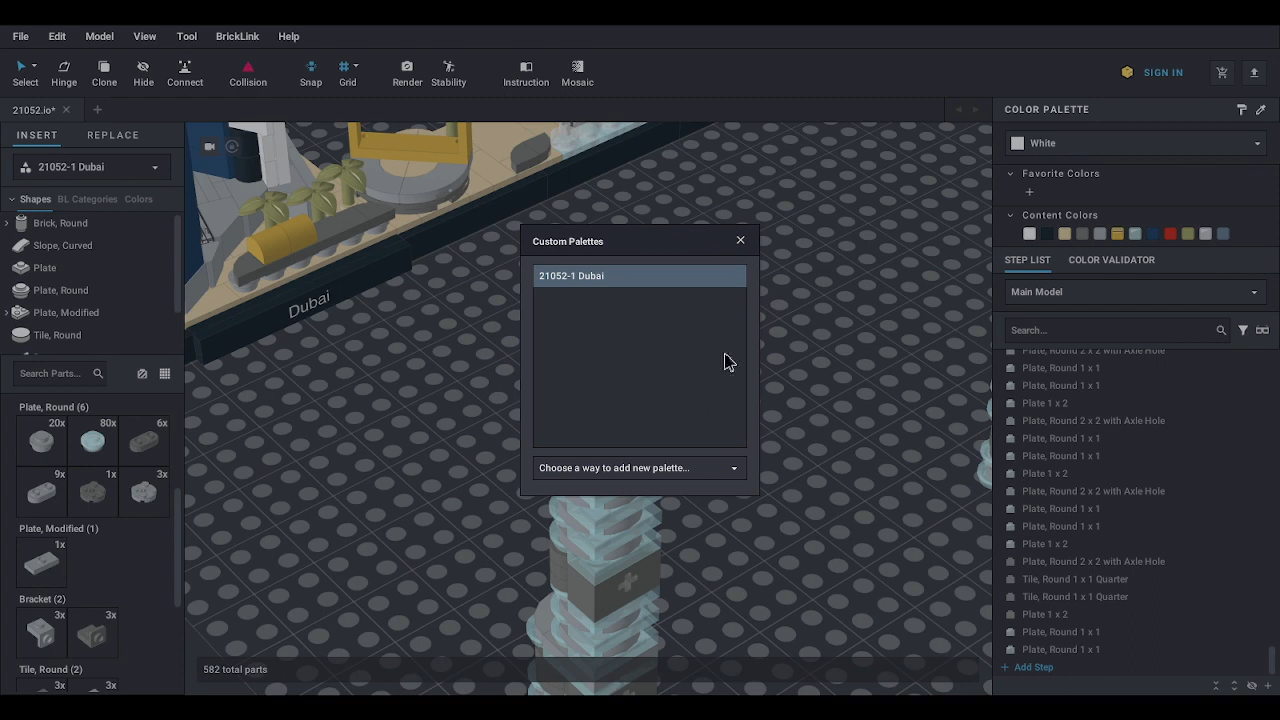 File Edit Model View Tool BrickLink Help
Select Hinge Clone Hide Connect Collision Snap Grid Render Stability Instruction Mosaic
SIGN IN
21052.io*
INSERT REPLACE
21052-1 Dubai
Shapes BL Categories Colors
Brick, Round
Slope, Curved
Plate
Plate, Round
Plate, Modified
Tile, Round
Search Parts...
Plate, Round (6)
20x 80x 6x
9x 1x 3x
Plate, Modified (1)
1x
Bracket (2)
3x 3x
Tile, Round (2)
3x 3x
Dubai
582 total parts
Custom Palettes
21052-1 Dubai
Choose a way to add new palette...
COLOR PALETTE
White
Favorite Colors
Content Colors
STEP LIST COLOR VALIDATOR
Main Model
Search...
Plate, Round 2 x 2 with Axle Hole
Plate, Round 1 x 1
Plate, Round 1 x 1
Plate 1 x 2
Plate, Round 2 x 2 with Axle Hole
Plate, Round 1 x 1
Plate, Round 1 x 1
Plate 1 x 2
Plate, Round 2 x 2 with Axle Hole
Plate, Round 1 x 1
Plate, Round 1 x 1
Plate 1 x 2
Plate, Round 2 x 2 with Axle Hole
Tile, Round 1 x 1 Quarter
Tile, Round 1 x 1 Quarter
Plate 1 x 2
Plate, Round 1 x 1
Plate, Round 1 x 1
+ Add Step